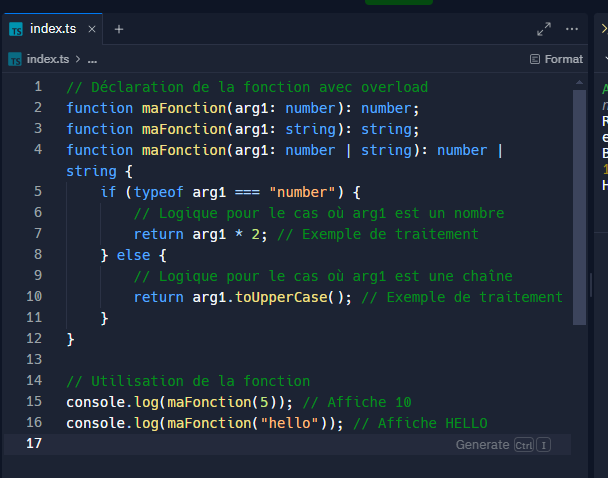 TS index.ts × +
TS index.ts > ... Format
1 // Déclaration de la fonction avec overload
2 function maFonction(arg1: number): number;
3 function maFonction(arg1: string): string;
4 function maFonction(arg1: number | string): number |
string {
5 if (typeof arg1 === "number") {
6 // Logique pour le cas où arg1 est un nombre
7 return arg1 * 2; // Exemple de traitement
8 } else {
9 // Logique pour le cas où arg1 est une chaîne
10 return arg1.toUpperCase(); // Exemple de traitement
11 }
12 }
13
14 // Utilisation de la fonction
15 console.log(maFonction(5)); // Affiche 10
16 console.log(maFonction("hello")); // Affiche HELLO
17 Generate Ctrl I